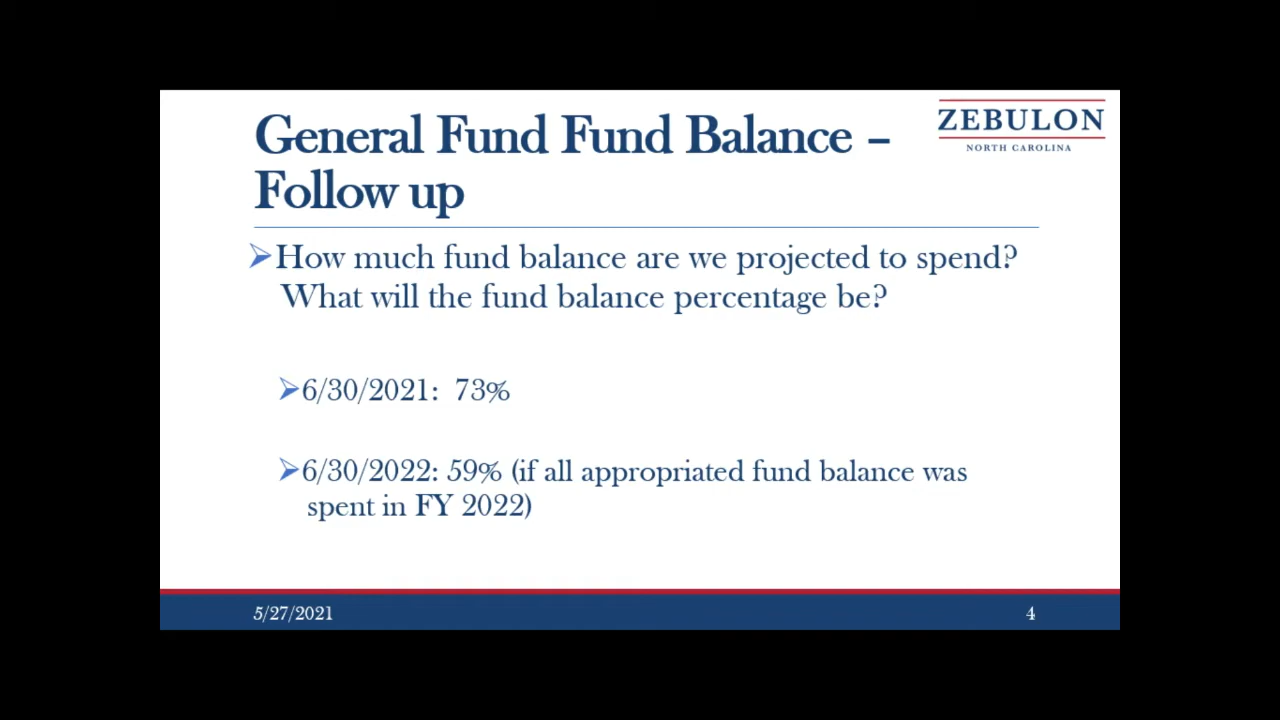 General Fund Fund Balance –
Follow up
ZEBULON
NORTH CAROLINA
➢How much fund balance are we projected to spend?
What will the fund balance percentage be?
➢6/30/2021: 73%
➢6/30/2022: 59% (if all appropriated fund balance was
spent in FY 2022)
5/27/2021
4